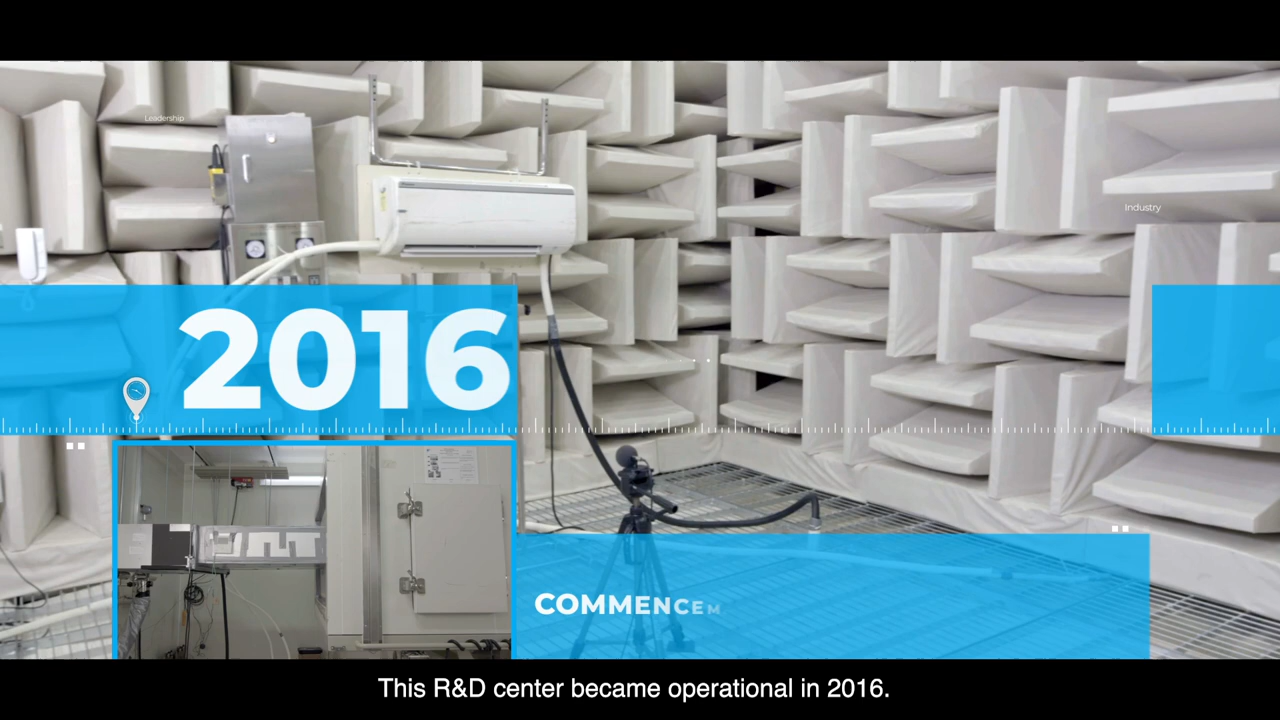 Leadership
Industry
2016
COMMENCEM
This R&D center became operational in 2016.